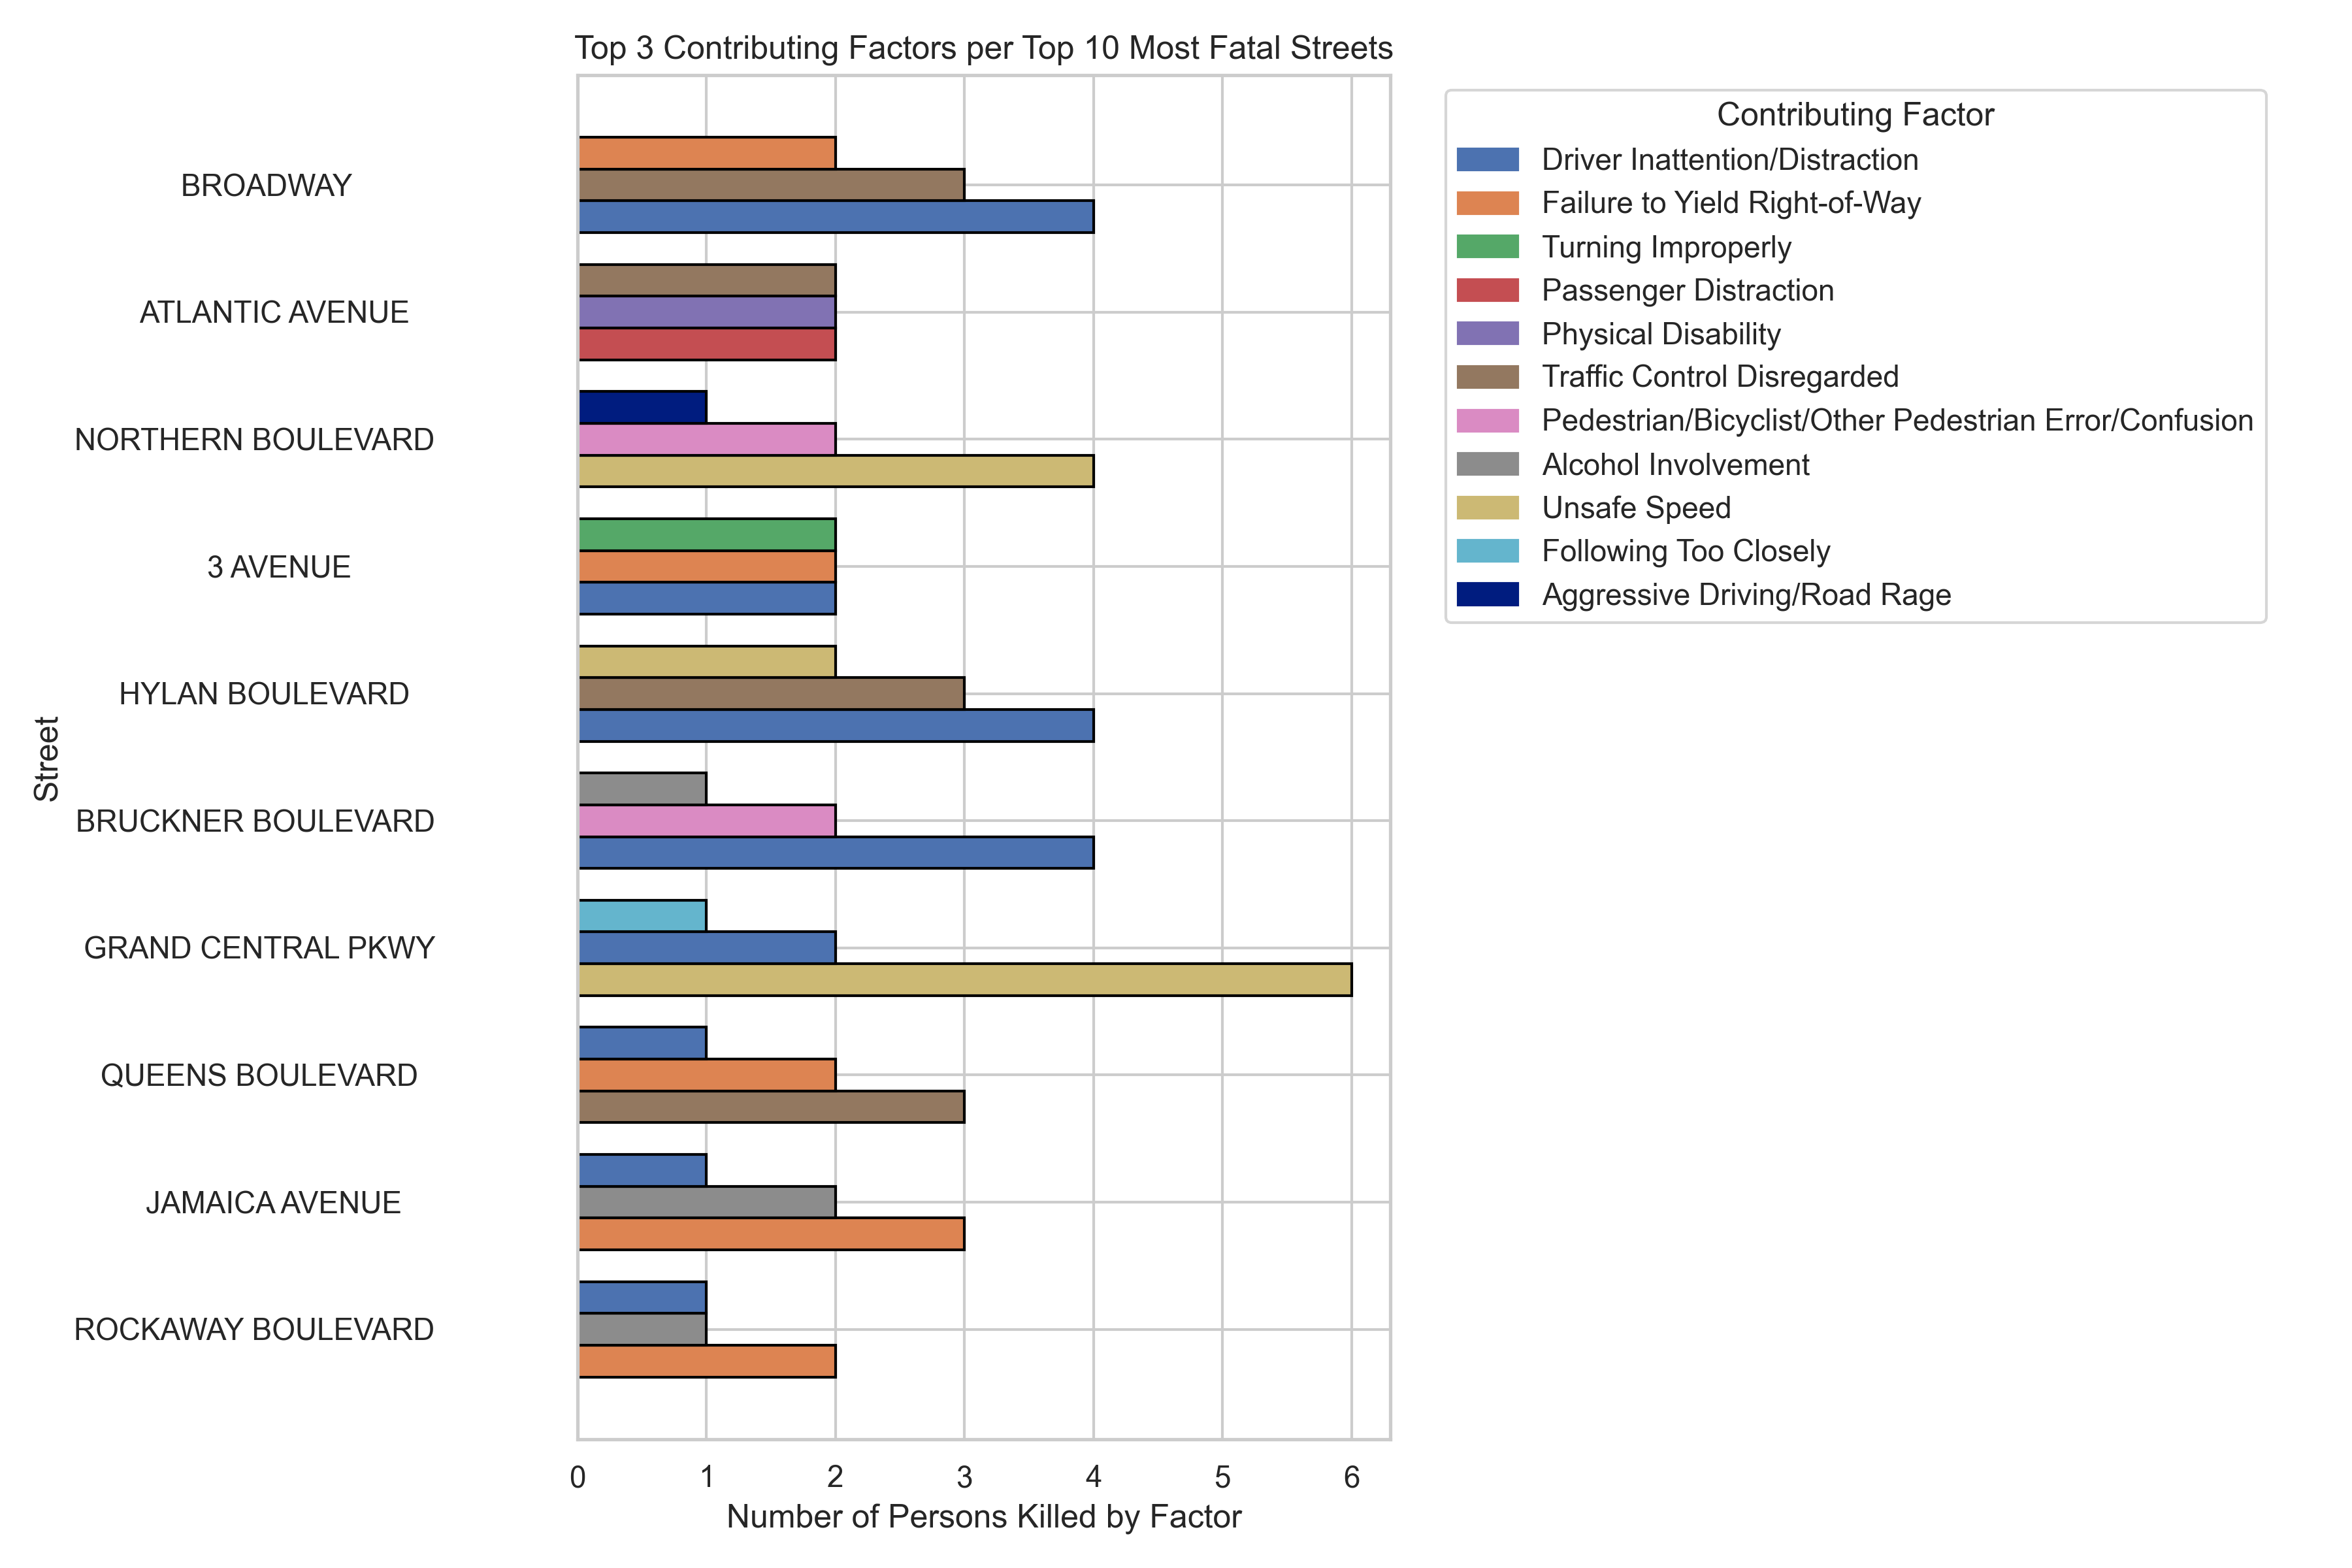 Top 3 Contributing Factors per Top 10 Most Fatal Streets
BROADWAY
ATLANTIC AVENUE
NORTHERN BOULEVARD
3 AVENUE
HYLAN BOULEVARD
BRUCKNER BOULEVARD
GRAND CENTRAL PKWY
QUEENS BOULEVARD
JAMAICA AVENUE
ROCKAWAY BOULEVARD
Street
0 1 2 3 4 5 6
Number of Persons Killed by Factor
Contributing Factor
Driver Inattention/Distraction
Failure to Yield Right-of-Way
Turning Improperly
Passenger Distraction
Physical Disability
Traffic Control Disregarded
Pedestrian/Bicyclist/Other Pedestrian Error/Confusion
Alcohol Involvement
Unsafe Speed
Following Too Closely
Aggressive Driving/Road Rage